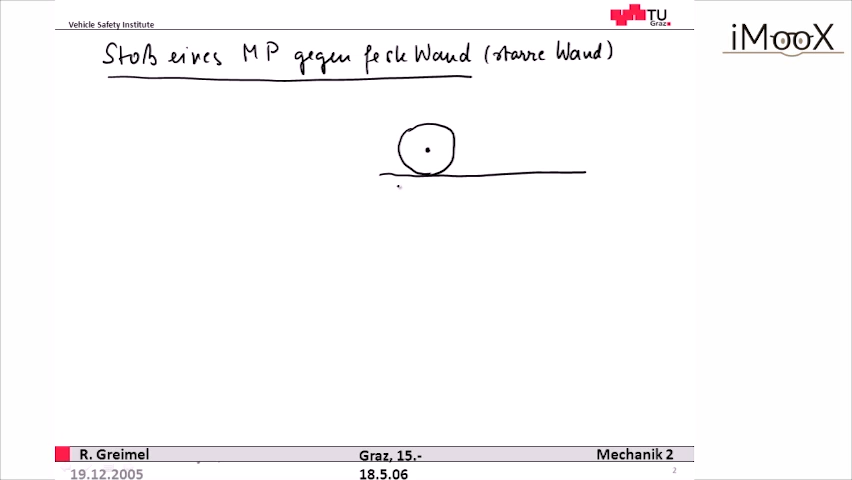 Vehicle Safety Institute
TU
Graz
iMooX
Stoß eines MP gegen feste Wand (starre Wand)
R. Greimel
Graz, 15.-
Mechanik 2
19.12.2005
18.5.06
2